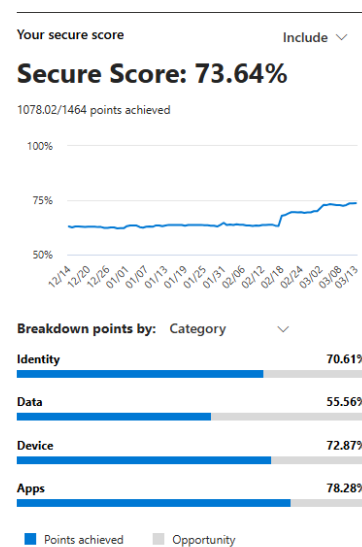 Your secure score
Include
Secure Score: 73.64%
1078.02/1464 points achieved
100%
75%
50%
12/14 12/20 12/26 01/01 01/07 01/13 01/19 01/25 01/31 02/06 02/12 02/18 02/24 03/02 03/08 03/13
Breakdown points by: Category
Identity 70.61%
Data 55.56%
Device 72.87%
Apps 78.28%
Points achieved Opportunity